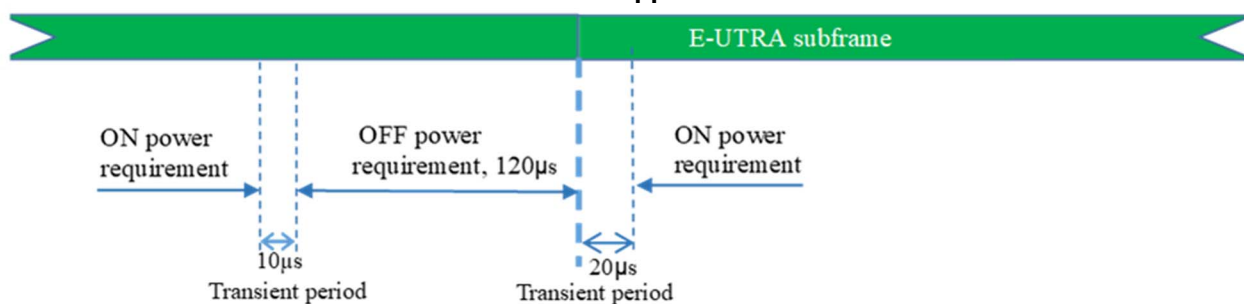 E-UTRA subframe
ON power
requirement
OFF power
requirement, 120μs
ON power
requirement
10μs
Transient period
20μs
Transient period